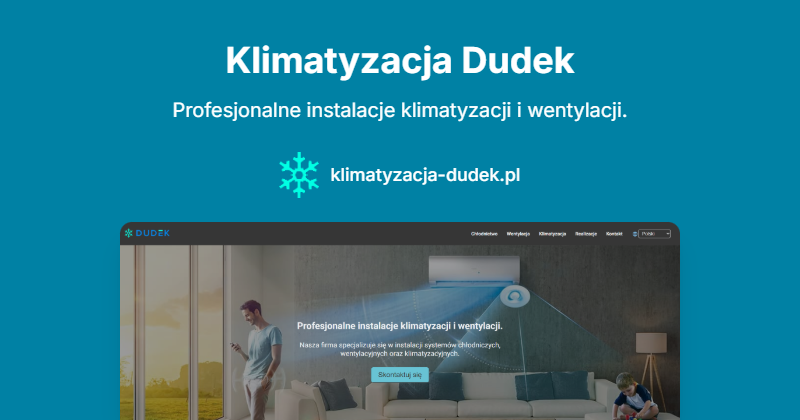 Klimatyzacja Dudek
Profesjonalne instalacje klimatyzacji i wentylacji.
klimatyzacja-dudek.pl
DUDEK
Chłodnictwo Wentylacja Klimatyzacja Realizacje Kontakt Polski
Profesjonalne instalacje klimatyzacji i wentylacji.
Nasza firma specjalizuje się w instalacji systemów chłodniczych,
wentylacyjnych oraz klimatyzacyjnych.
Skontaktuj się